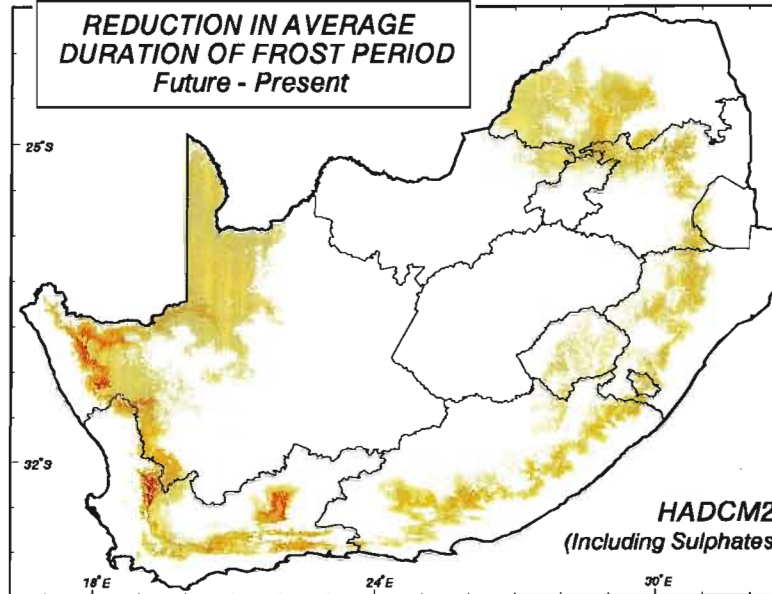 REDUCTION IN AVERAGE
DURATION OF FROST PERIOD
Future - Present
25°S
32°S
HADCM2
(Including Sulphates
18°E
24°E
30°E